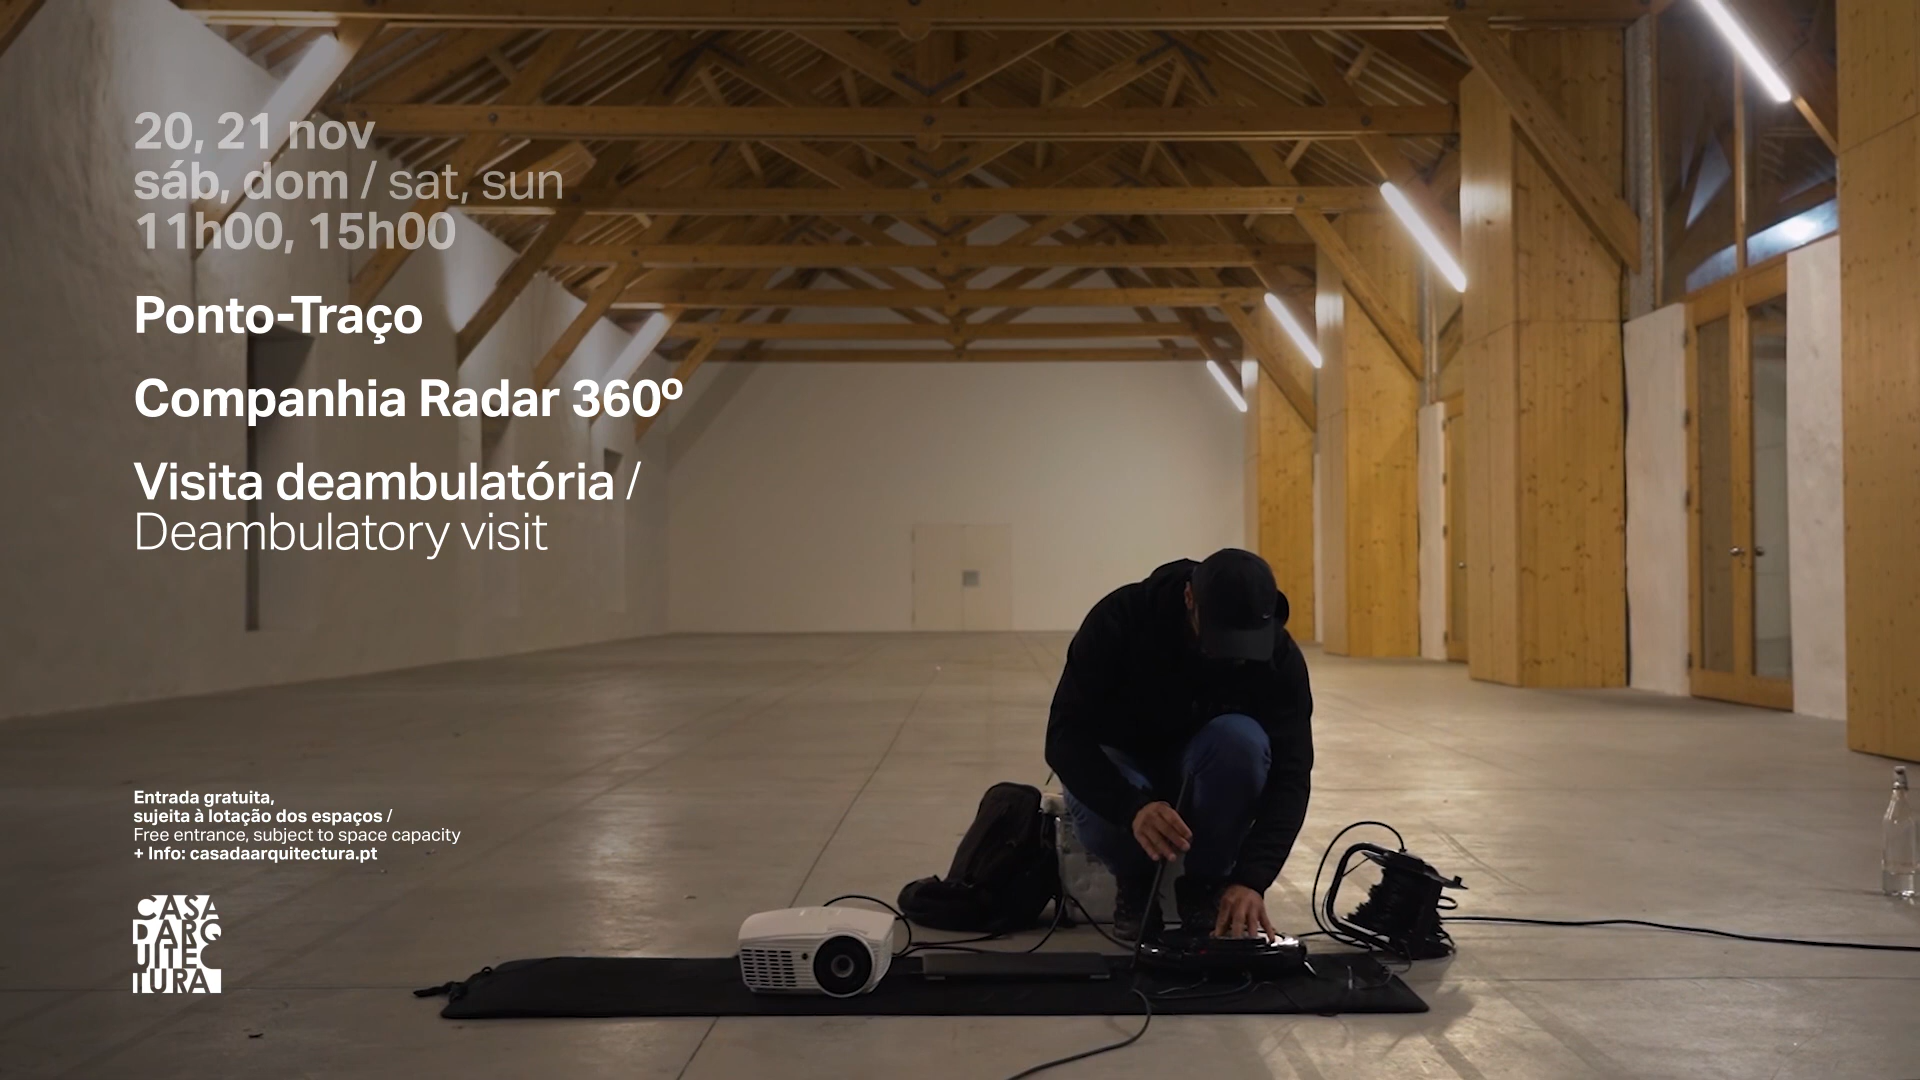 20, 21 nov
sáb, dom / sat, sun
11h00, 15h00
Ponto-Traço
Companhia Radar 360º
Visita deambulatória /
Deambulatory visit
Entrada gratuita,
sujeita à lotação dos espaços /
Free entrance, subject to space capacity
+ Info: casadaarquitectura.pt
CASA
DARQ
UITEC
TURA